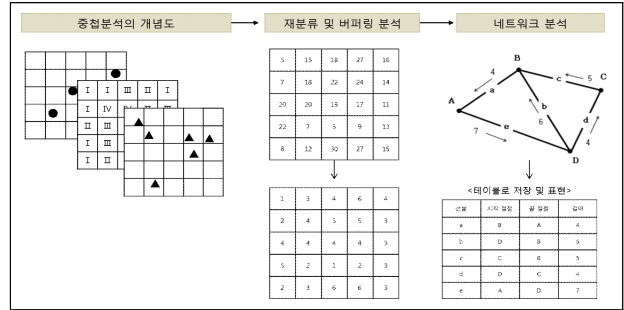 중첩분석의 개념도
재분류 및 버퍼링 분석
네트워크 분석
I I III II I
I IV
II III
I III
I II
5 15 18 27 16
7 18 22 24 14
20 20 19 17 11
22 7 5 9 13
8 12 30 27 15
1 3 4 6 4
2 4 5 5 3
4 4 4 4 3
5 2 1 2 3
2 3 6 6 3
B
4
5
C
a
c
A
b
6
d
7
e
4
D
<테이블로 저장 및 표현>
구분 시작 절점 끝 절점 길이
a B A 4
b D B 6
c C B 5
d D C 4
e A D 7